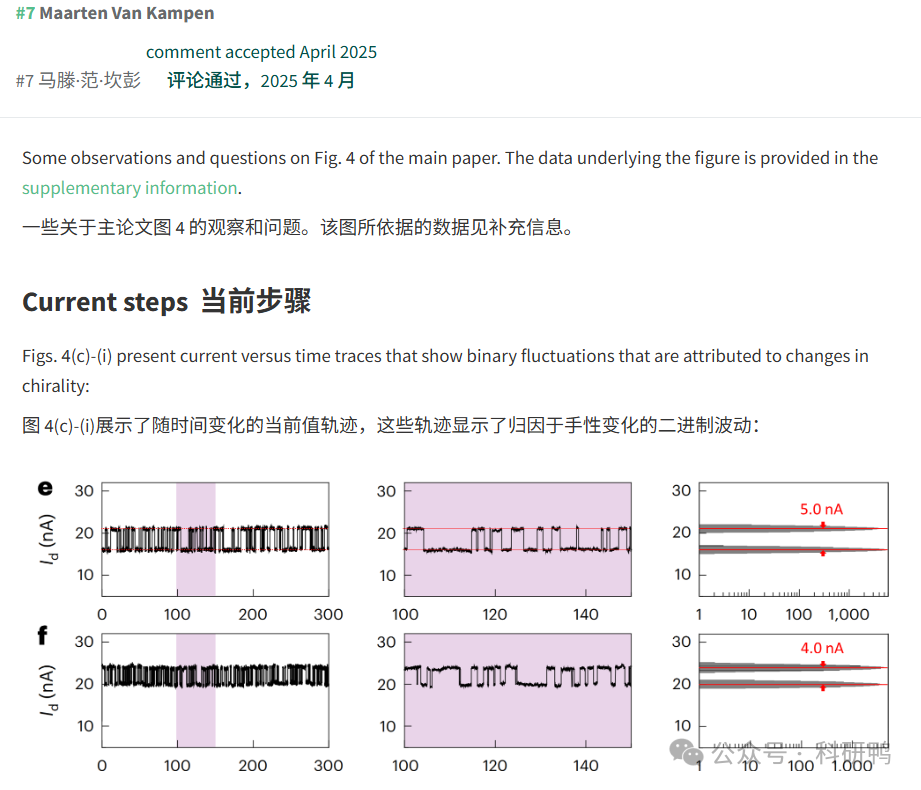 #7 Maarten Van Kampen
comment accepted April 2025
#7 马滕·范·坎彭 评论通过，2025 年 4 月
Some observations and questions on Fig. 4 of the main paper. The data underlying the figure is provided in the
supplementary information.
一些关于主论文图 4 的观察和问题。该图所依据的数据见补充信息。
Current steps 当前步骤
Figs. 4(c)-(i) present current versus time traces that show binary fluctuations that are attributed to changes in
chirality:
图 4(c)-(i)展示了随时间变化的当前值轨迹，这些轨迹显示了归因于手性变化的二进制波动：
e
I_d (nA)
30
20
10
0 100 200 300
30
20
10
100 120 140
30
20
10
5.0 nA
1 10 100 1,000
f
I_d (nA)
30
20
10
0 100 200 300
30
20
10
100 120 140
30
20
10
4.0 nA
1 10 100 1,000
公众号 · 科研鸭